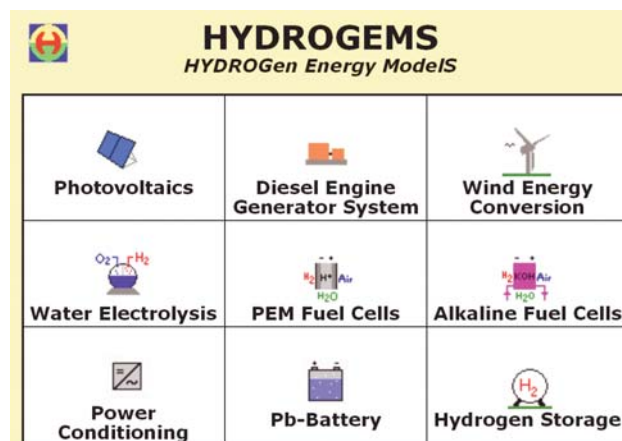 HYDROGEMS
HYDROGen Energy ModelS
Photovoltaics
Diesel Engine
Generator System
Wind Energy
Conversion
O₂ H₂
Water Electrolysis
- +
H₂ H⁺ Air
H₂O
PEM Fuel Cells
- +
H₂ KOH Air
H₂O
Alkaline Fuel Cells
Power
Conditioning
+ -
Pb-Battery
H₂
Hydrogen Storage